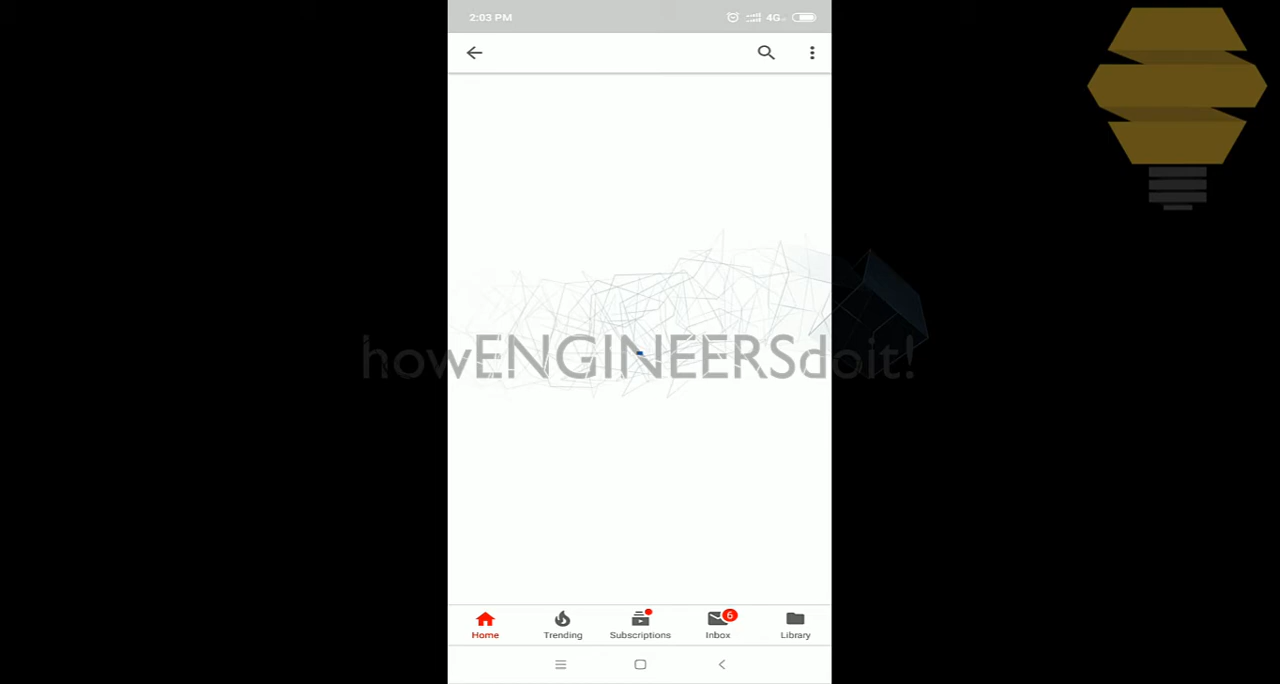 2:03 PM
4G
howENGINEERSdoit!
6
Home
Trending
Subscriptions
Inbox
Library